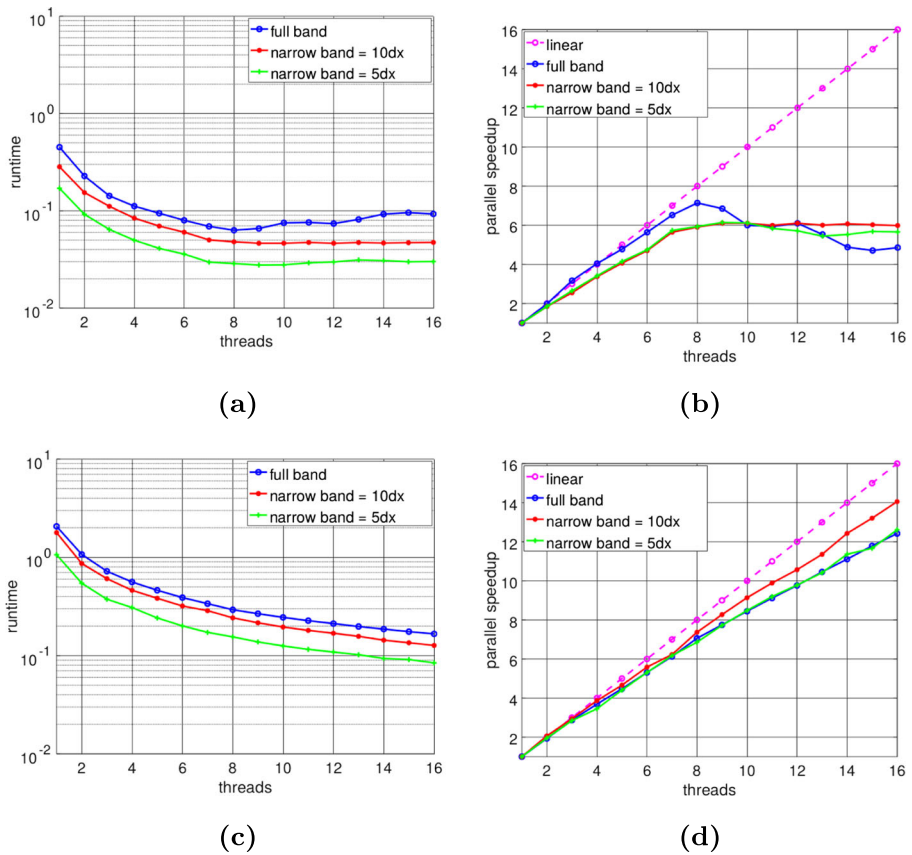 10^1
10^0
10^-1
10^-2
runtime
full band
narrow band = 10dx
narrow band = 5dx
2 4 6 8 10 12 14 16
threads
(a)
16
14
12
10
8
6
4
2
parallel speedup
linear
full band
narrow band = 10dx
narrow band = 5dx
2 4 6 8 10 12 14 16
threads
(b)
10^1
10^0
10^-1
10^-2
runtime
full band
narrow band = 10dx
narrow band = 5dx
2 4 6 8 10 12 14 16
threads
(c)
16
14
12
10
8
6
4
2
parallel speedup
linear
full band
narrow band = 10dx
narrow band = 5dx
2 4 6 8 10 12 14 16
threads
(d)